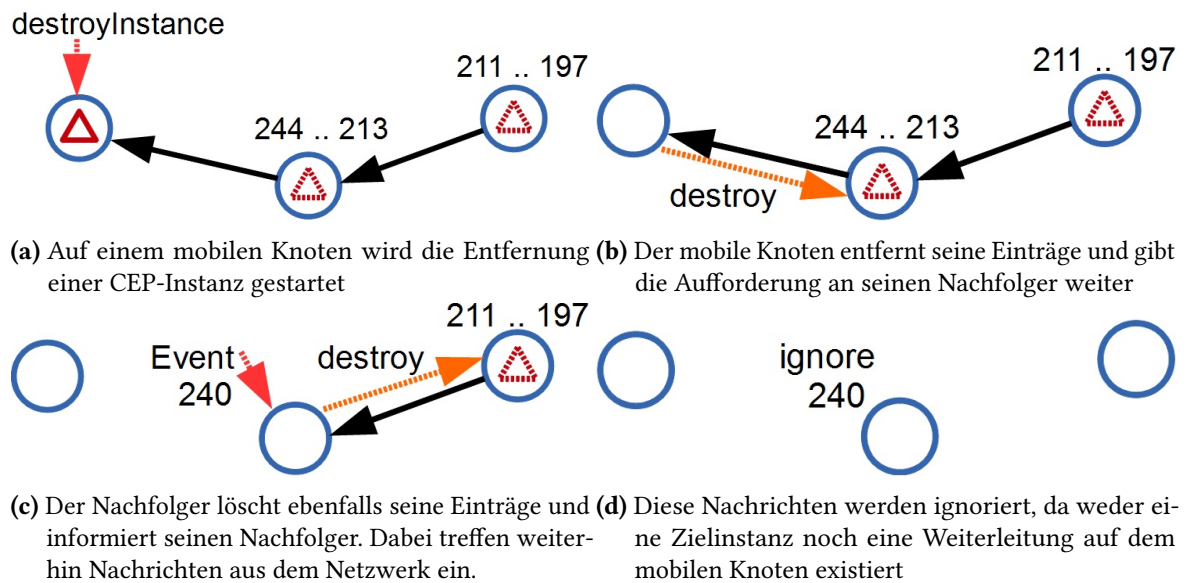 destroyInstance
211 .. 197
244 .. 213
(a) Auf einem mobilen Knoten wird die Entfernung
einer CEP-Instanz gestartet
211 .. 197
244 .. 213
destroy
(b) Der mobile Knoten entfernt seine Einträge und gibt
die Aufforderung an seinen Nachfolger weiter
211 .. 197
Event
240
destroy
(c) Der Nachfolger löscht ebenfalls seine Einträge und
informiert seinen Nachfolger. Dabei treffen weiter-
hin Nachrichten aus dem Netzwerk ein.
ignore
240
(d) Diese Nachrichten werden ignoriert, da weder ei-
ne Zielinstanz noch eine Weiterleitung auf dem
mobilen Knoten existiert